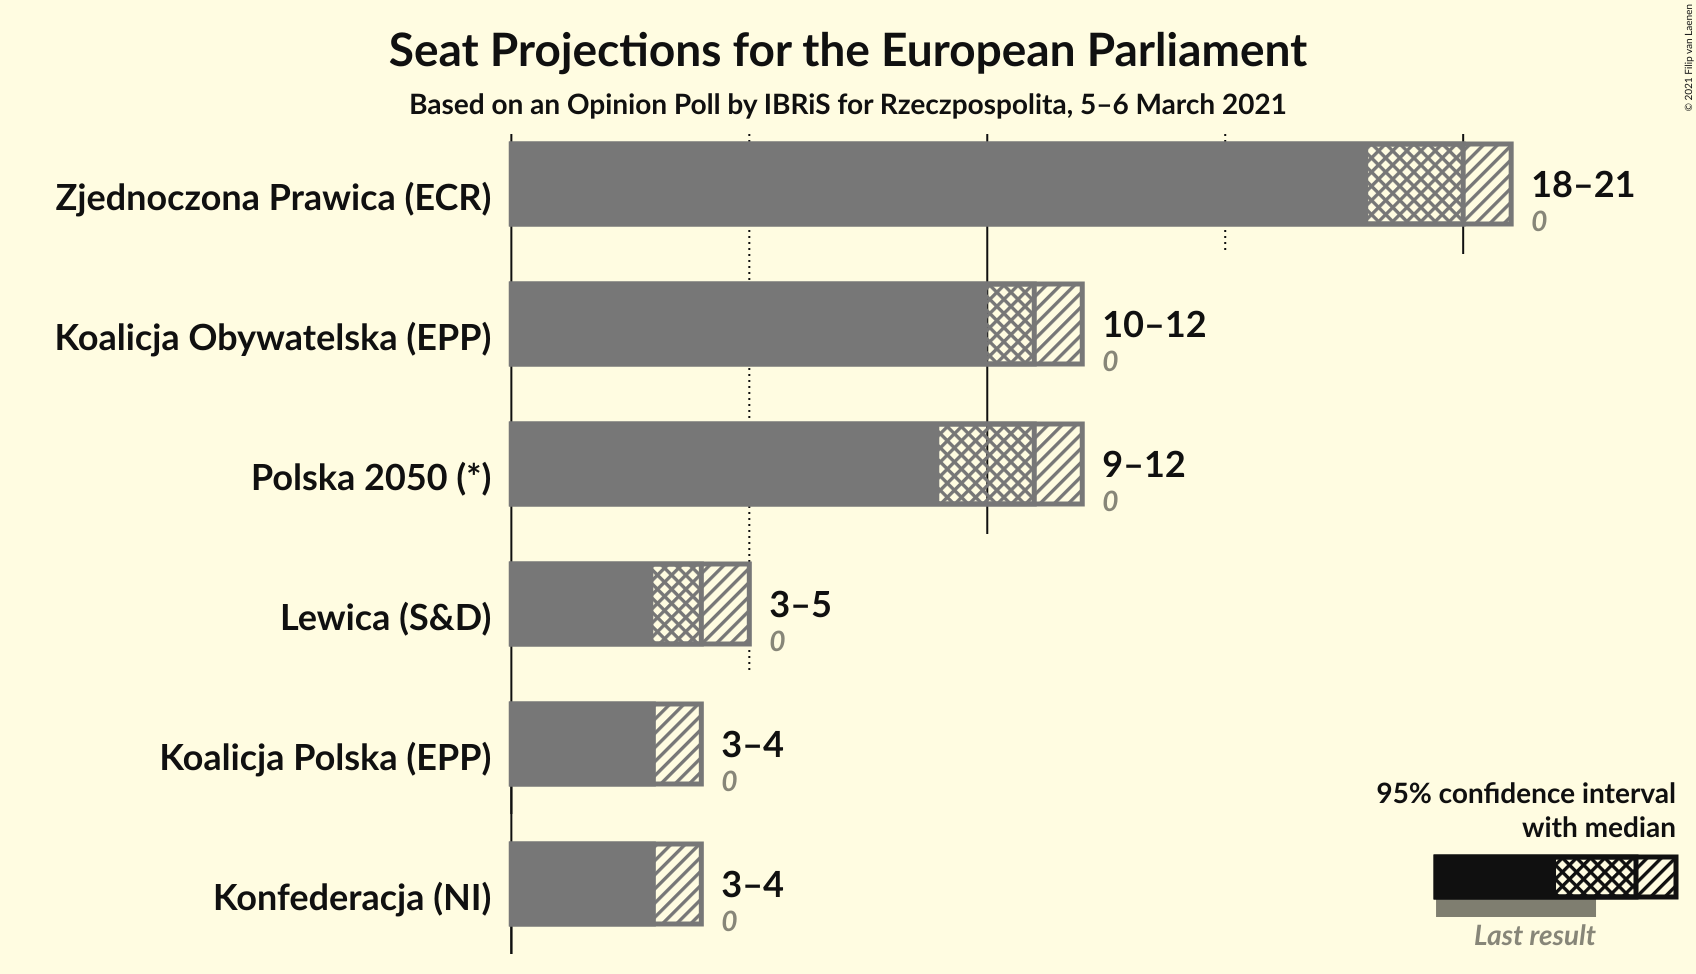 Seat Projections for the European Parliament
Based on an Opinion Poll by IBRiS for Rzeczpospolita, 5–6 March 2021
© 2021 Filip van Laenen
Zjednoczona Prawica (ECR)
18–21
0
Koalicja Obywatelska (EPP)
10–12
0
Polska 2050 (*)
9–12
0
Lewica (S&D)
3–5
0
Koalicja Polska (EPP)
3–4
0
Konfederacja (NI)
3–4
0
95% confidence interval
with median
Last result